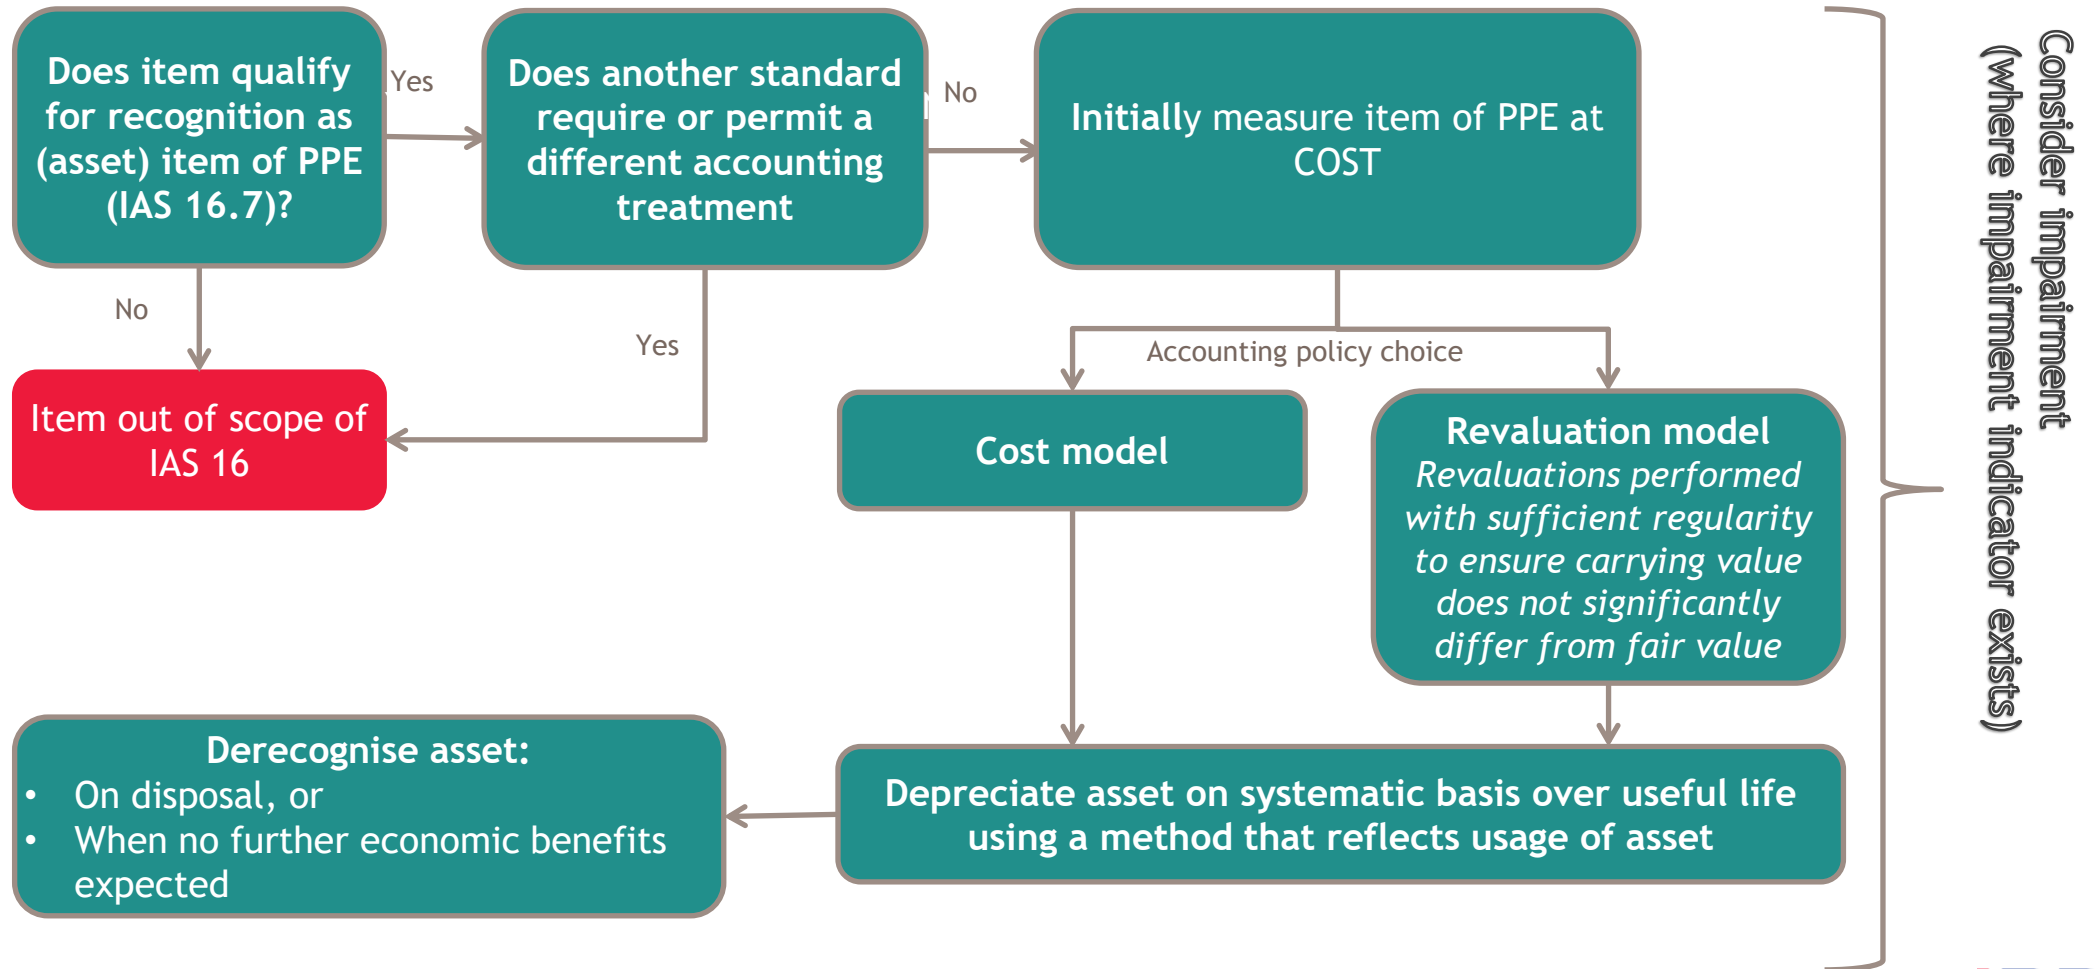 Does item qualify
for recognition as
(asset) item of PPE
(IAS 16.7)?
Yes
Does another standard
require or permit a
different accounting
treatment
No
Initially measure item of PPE at
COST
No
Yes
Accounting policy choice
Item out of scope of
IAS 16
Cost model
Revaluation model
Revaluations performed
with sufficient regularity
to ensure carrying value
does not significantly
differ from fair value
Derecognise asset:
• On disposal, or
• When no further economic benefits
expected
Depreciate asset on systematic basis over useful life
using a method that reflects usage of asset
Consider impairment
(where impairment indicator exists)